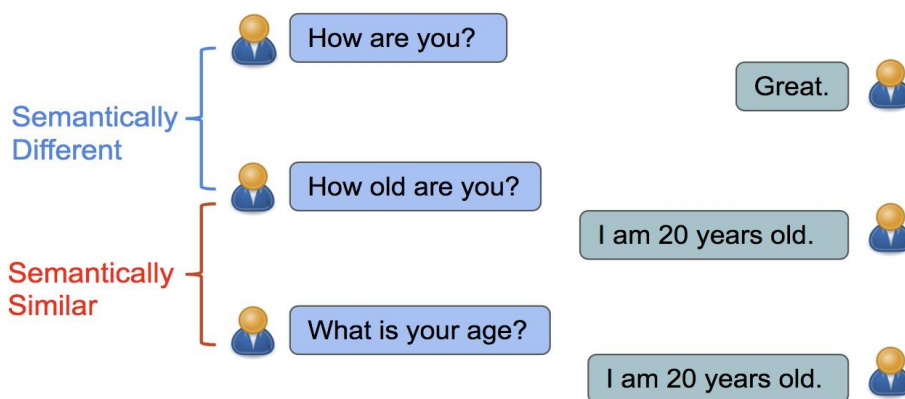 How are you?
Great.
Semantically
Different
How old are you?
I am 20 years old.
Semantically
Similar
What is your age?
I am 20 years old.